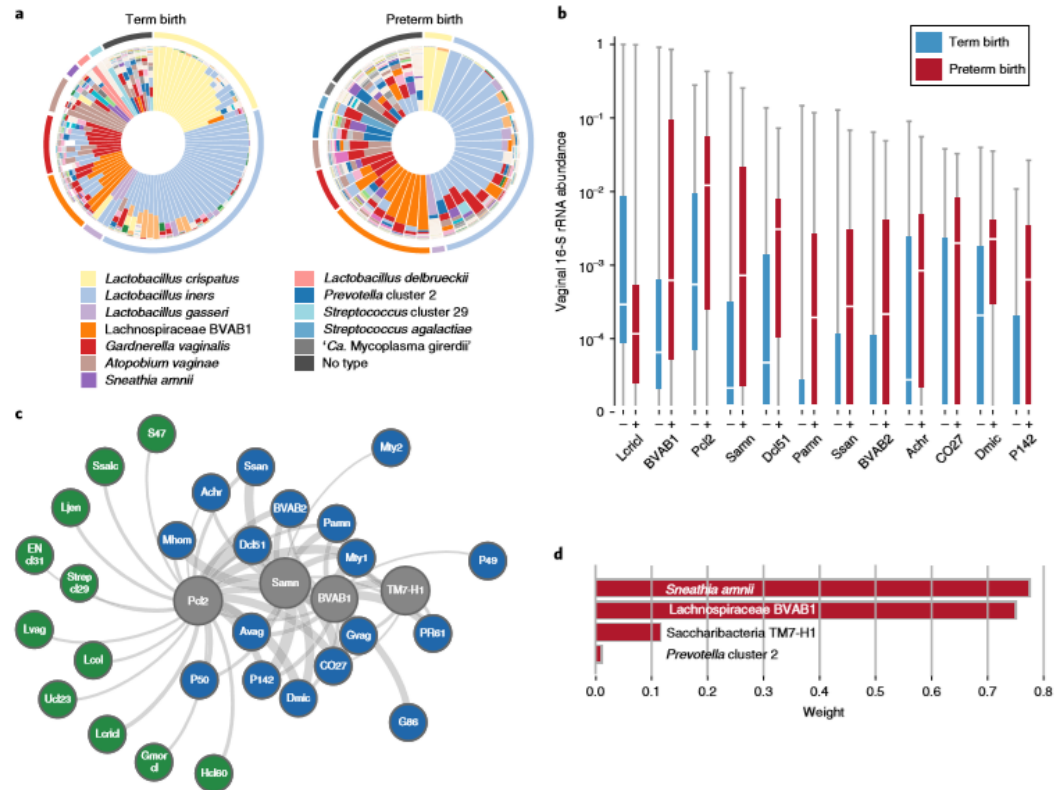 a
Term birth
Preterm birth
Lactobacillus crispatus
Lactobacillus iners
Lactobacillus gasseri
Lachnospiraceae BVAB1
Gardnerella vaginalis
Atopobium vaginae
Sneathia amnii
Lactobacillus delbrueckii
Prevotella cluster 2
Streptococcus cluster 29
Streptococcus agalactiae
‘Ca. Mycoplasma girerdii’
No type
b
Term birth
Preterm birth
Vaginal 16-S rRNA abundance
1
10⁻¹
10⁻²
10⁻³
10⁻⁴
0
– + – + – + – + – + – + – + – + – + – + – + – +
Lcricl BVAB1 Pcl2 Samn Dcl51 Pamn Ssan BVAB2 Achr CO27 Dmic P142
c
S47
Ssalc
Ssan
Mty2
Achr
Ljen
BVAB2
Pamn
Mhom
Dcl51
Mty1
EN
cl31
P49
Strep
cl29
Samn
Pcl2
BVAB1
TM7-H1
Lvag
Avag
Gvag
PR61
Lcol
CO27
P50
P142
Ucl23
Dmic
Lcricl
G86
Gmor
cl
Hcl60
d
Sneathia amnii
Lachnospiraceae BVAB1
Saccharibacteria TM7-H1
Prevotella cluster 2
0.0 0.1 0.2 0.3 0.4 0.5 0.6 0.7 0.8
Weight